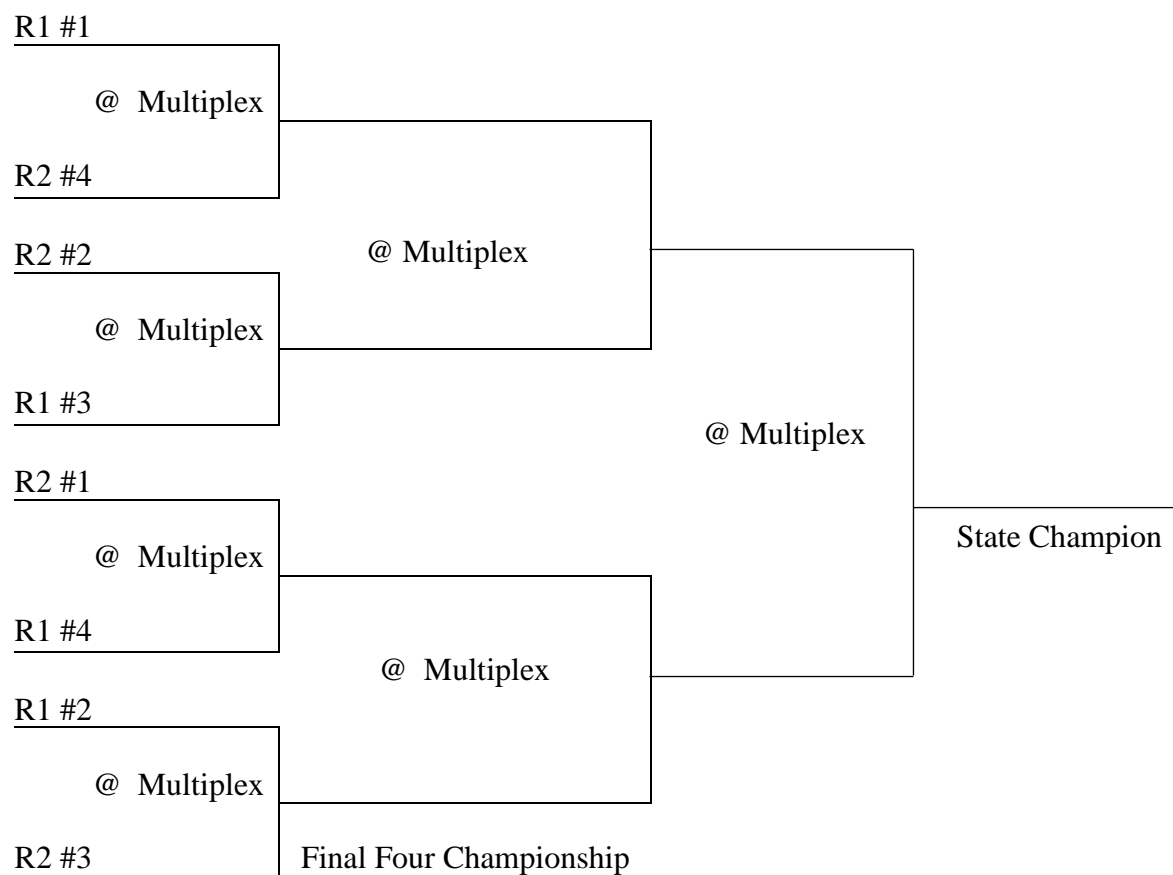 R1 #1
@ Multiplex
R2 #4
R2 #2
@ Multiplex
@ Multiplex
R1 #3
@ Multiplex
R2 #1
State Champion
@ Multiplex
R1 #4
@ Multiplex
R1 #2
@ Multiplex
R2 #3
Final Four Championship